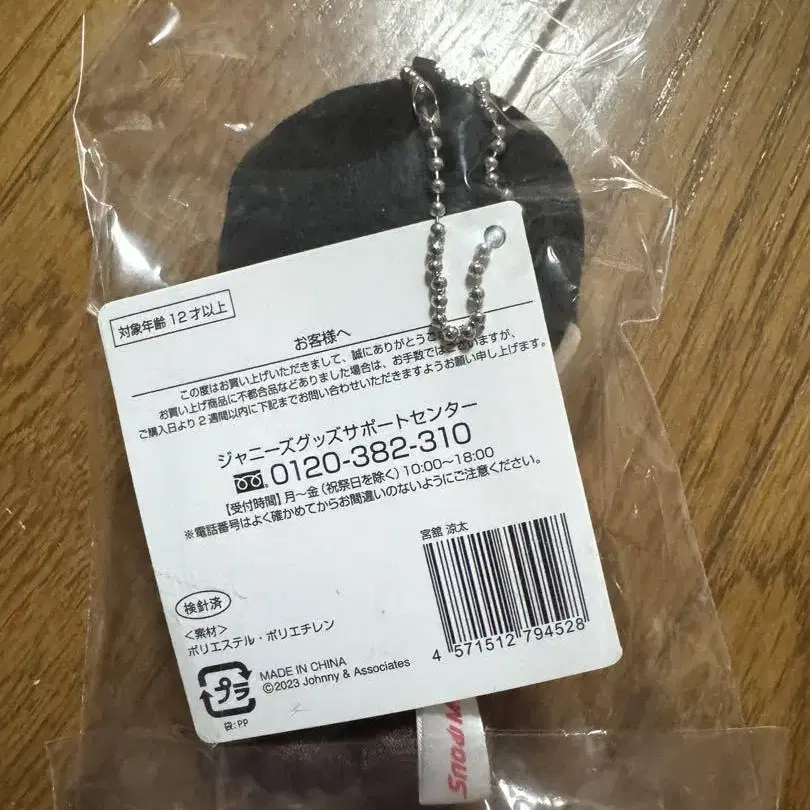 対象年齢12才以上
お客様へ
この度はお買い上げいただきまして、誠にありがとうご
お買い上げ商品に不都合品などありました場合は、お手数ではございますが、
ご購入日より2週間以内に下記までお問い合わせいただきますようお願い申し上げます。
ジャニーズグッズサポートセンター
0120-382-310
【受付時間】月〜金(祝祭日を除く)10:00〜18:00
※電話番号はよく確かめてからお間違いのないようにご注意ください。
宮舘 涼太
4 571512 794528
検針済
<素材>
ポリエステル・ポリエチレン
プラ
袋:PP
MADE IN CHINA
©2023 Johnny & Associates
Snow